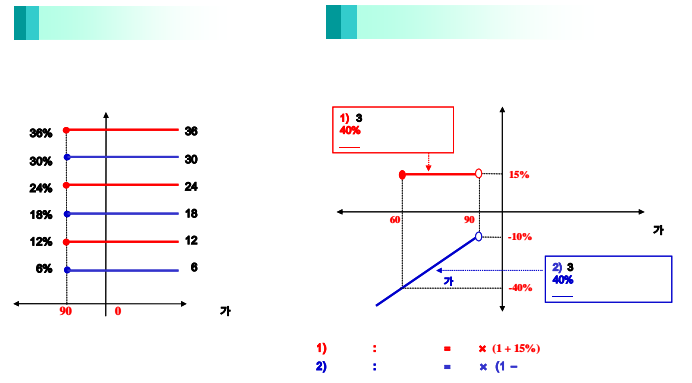 36% 36
30% 30
24% 24
18% 18
12% 12
6% 6
90 0 가
1) 3
40%
15%
60 90
가
-10%
2) 3
40%
가
-40%
1) : = × (1 + 15%)
2) : = × (1 –